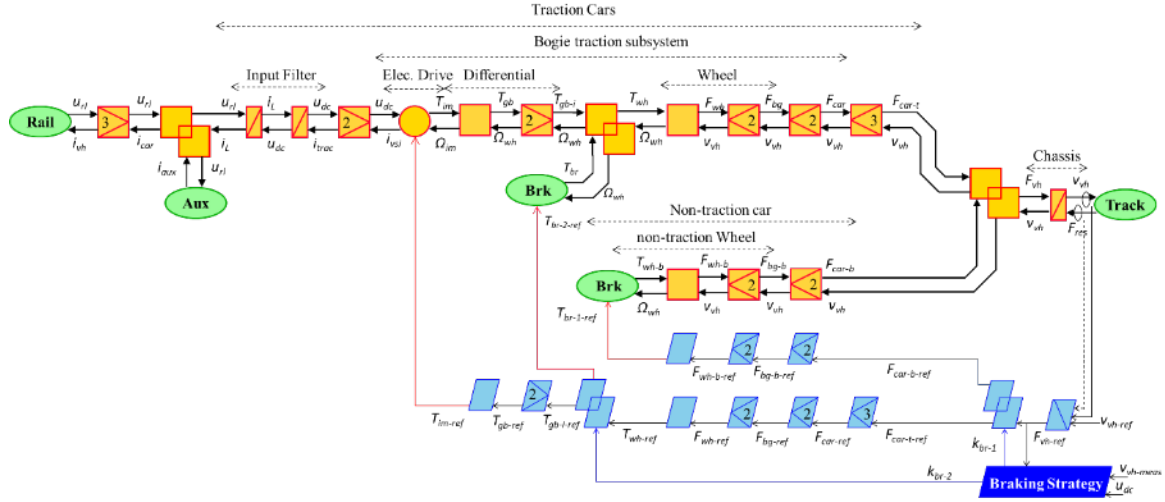 Traction Cars
Bogie traction subsystem
Input Filter
Elec. Drive
Differential
Wheel
u_rl
u_rl
u_rl
i_L
u_dc
u_dc
T_im
T_gb
T_gb-i
T_wh
F_wh
F_bg
F_car
F_car-t
Rail
3
2
2
2
2
3
i_vh
i_car
i_L
u_dc
i_trac
i_vsi
Ω_im
Ω_wh
Ω_wh
Ω_wh
v_vh
v_vh
v_vh
v_vh
i_aux
u_rl
Aux
T_br
Ω_wh
Brk
Chassis
F_vh
v_vh
Track
v_vh
F_res
T_br-2-ref
Non-traction car
non-traction Wheel
T_wh-b
F_wh-b
F_bg-b
F_car-b
Brk
2
2
Ω_wh
v_vh
v_vh
v_vh
T_br-1-ref
2
2
F_wh-b-ref
F_bg-b-ref
F_car-b-ref
2
2
2
3
T_im-ref
T_gb-ref
T_gb-i-ref
T_wh-ref
F_wh-ref
F_bg-ref
F_car-ref
F_car-t-ref
F_vh-ref
v_vh-ref
k_br-1
k_br-2
Braking Strategy
v_vh-meas
u_dc